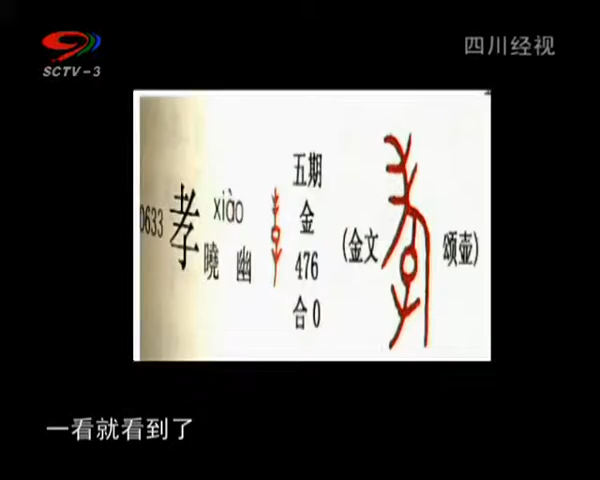 SCTV-3
四川经视
0633
孝
xiào
曉 幽
五期
金
476
合0
(金文
颂壶)
一看就看到了